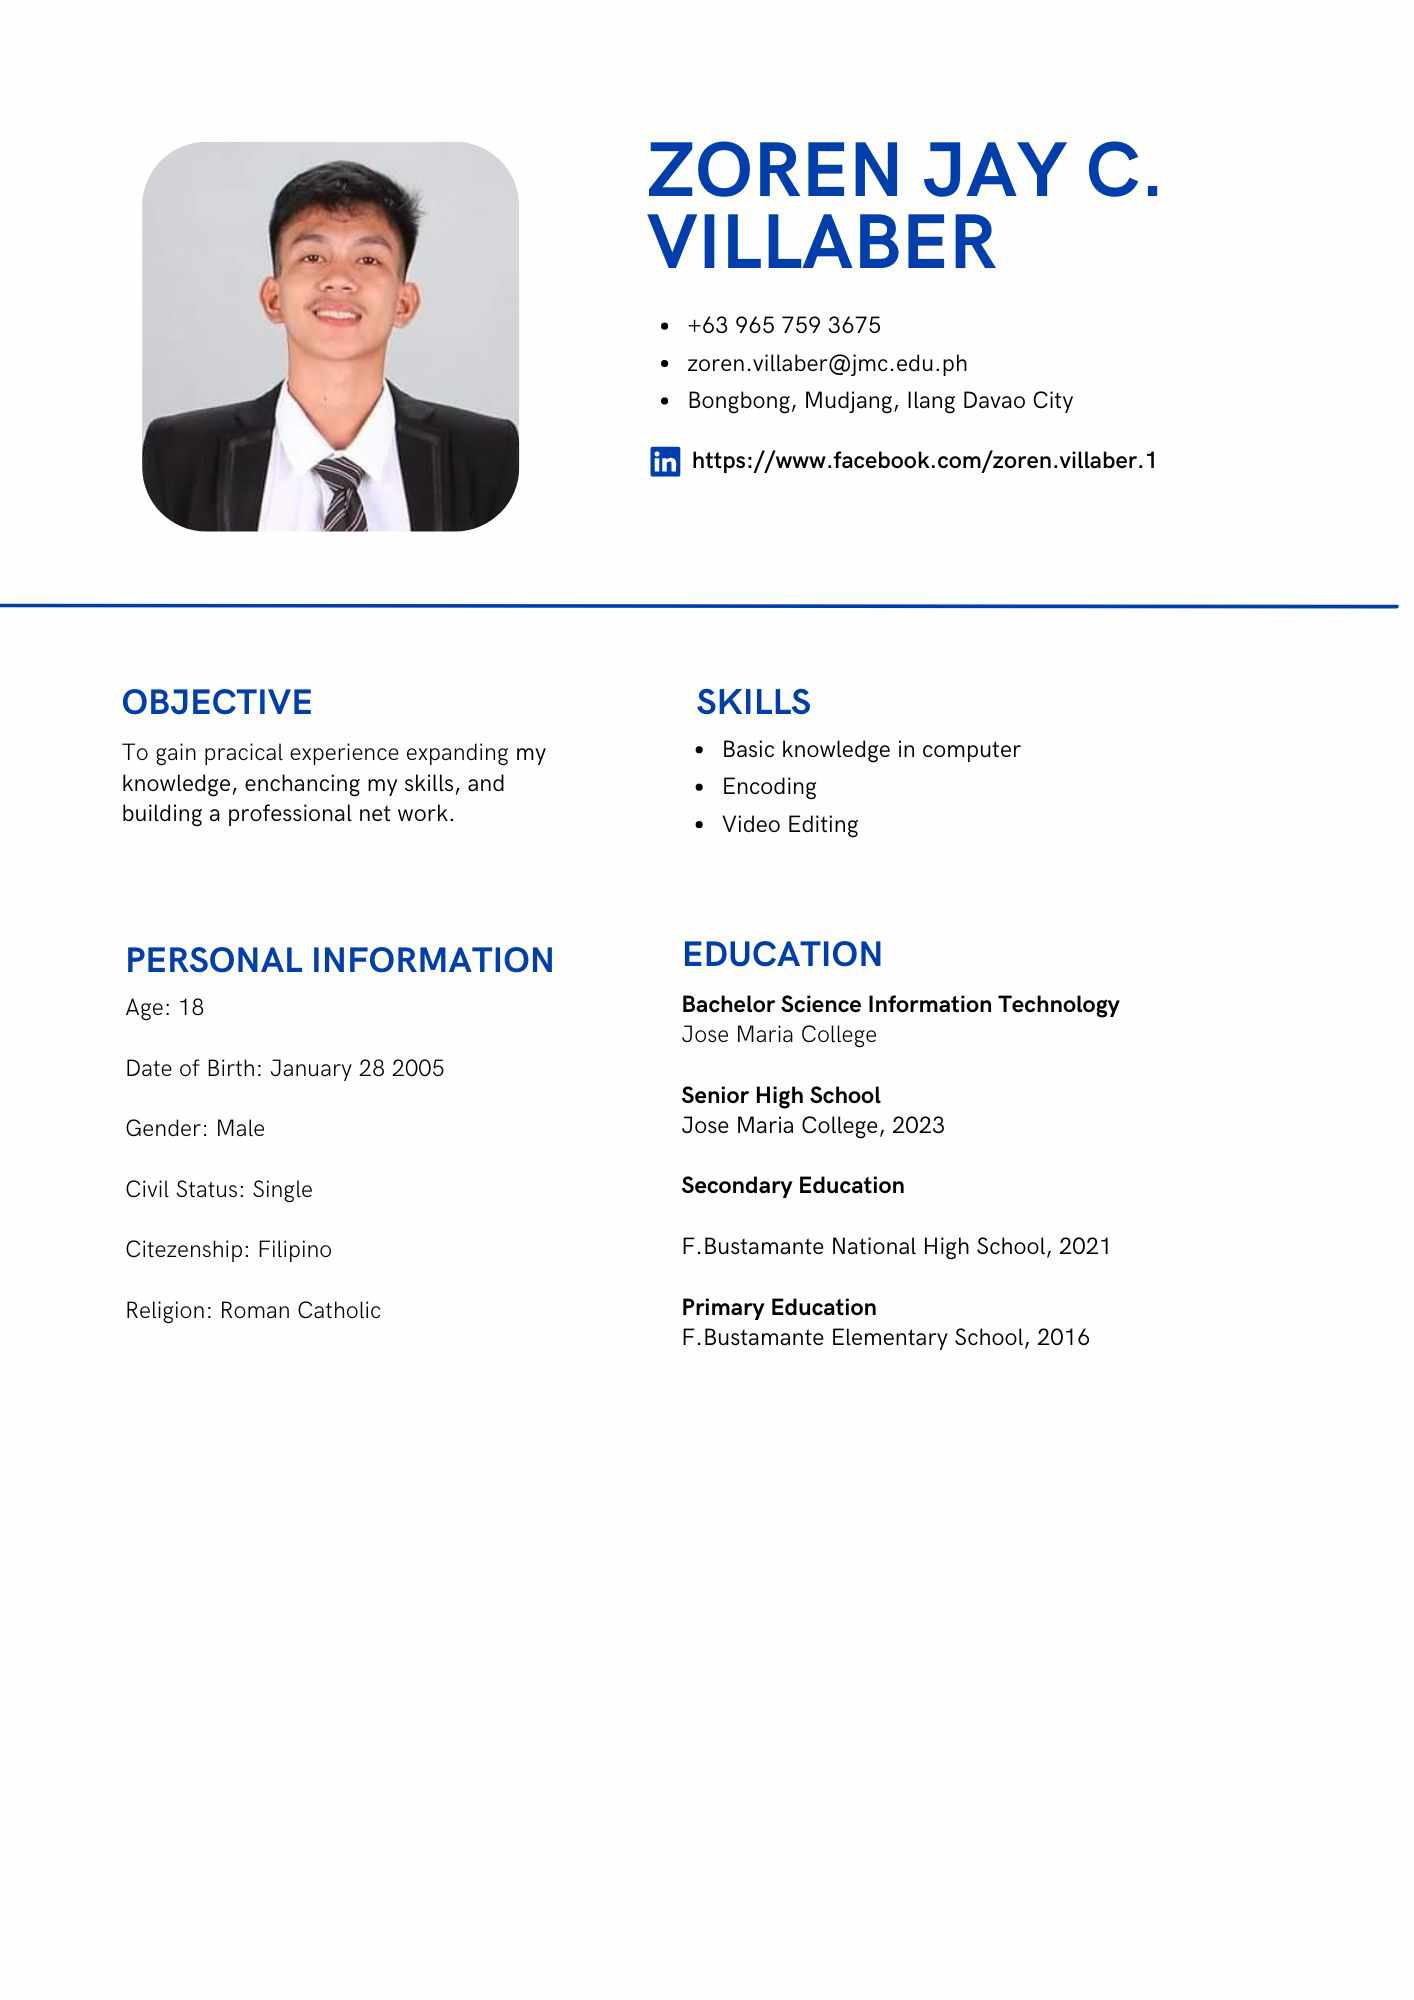 ZOREN JAY C.
VILLABER
+63 965 759 3675
zoren.villaber@jmc.edu.ph
Bongbong, Mudjang, Ilang Davao City
in https://www.facebook.com/zoren.villaber.1
OBJECTIVE
To gain pracical experience expanding my
knowledge, enchancing my skills, and
building a professional net work.
SKILLS
Basic knowledge in computer
Encoding
Video Editing
PERSONAL INFORMATION
Age: 18
Date of Birth: January 28 2005
Gender: Male
Civil Status: Single
Citezenship: Filipino
Religion: Roman Catholic
EDUCATION
Bachelor Science Information Technology
Jose Maria College
Senior High School
Jose Maria College, 2023
Secondary Education
F.Bustamante National High School, 2021
Primary Education
F.Bustamante Elementary School, 2016